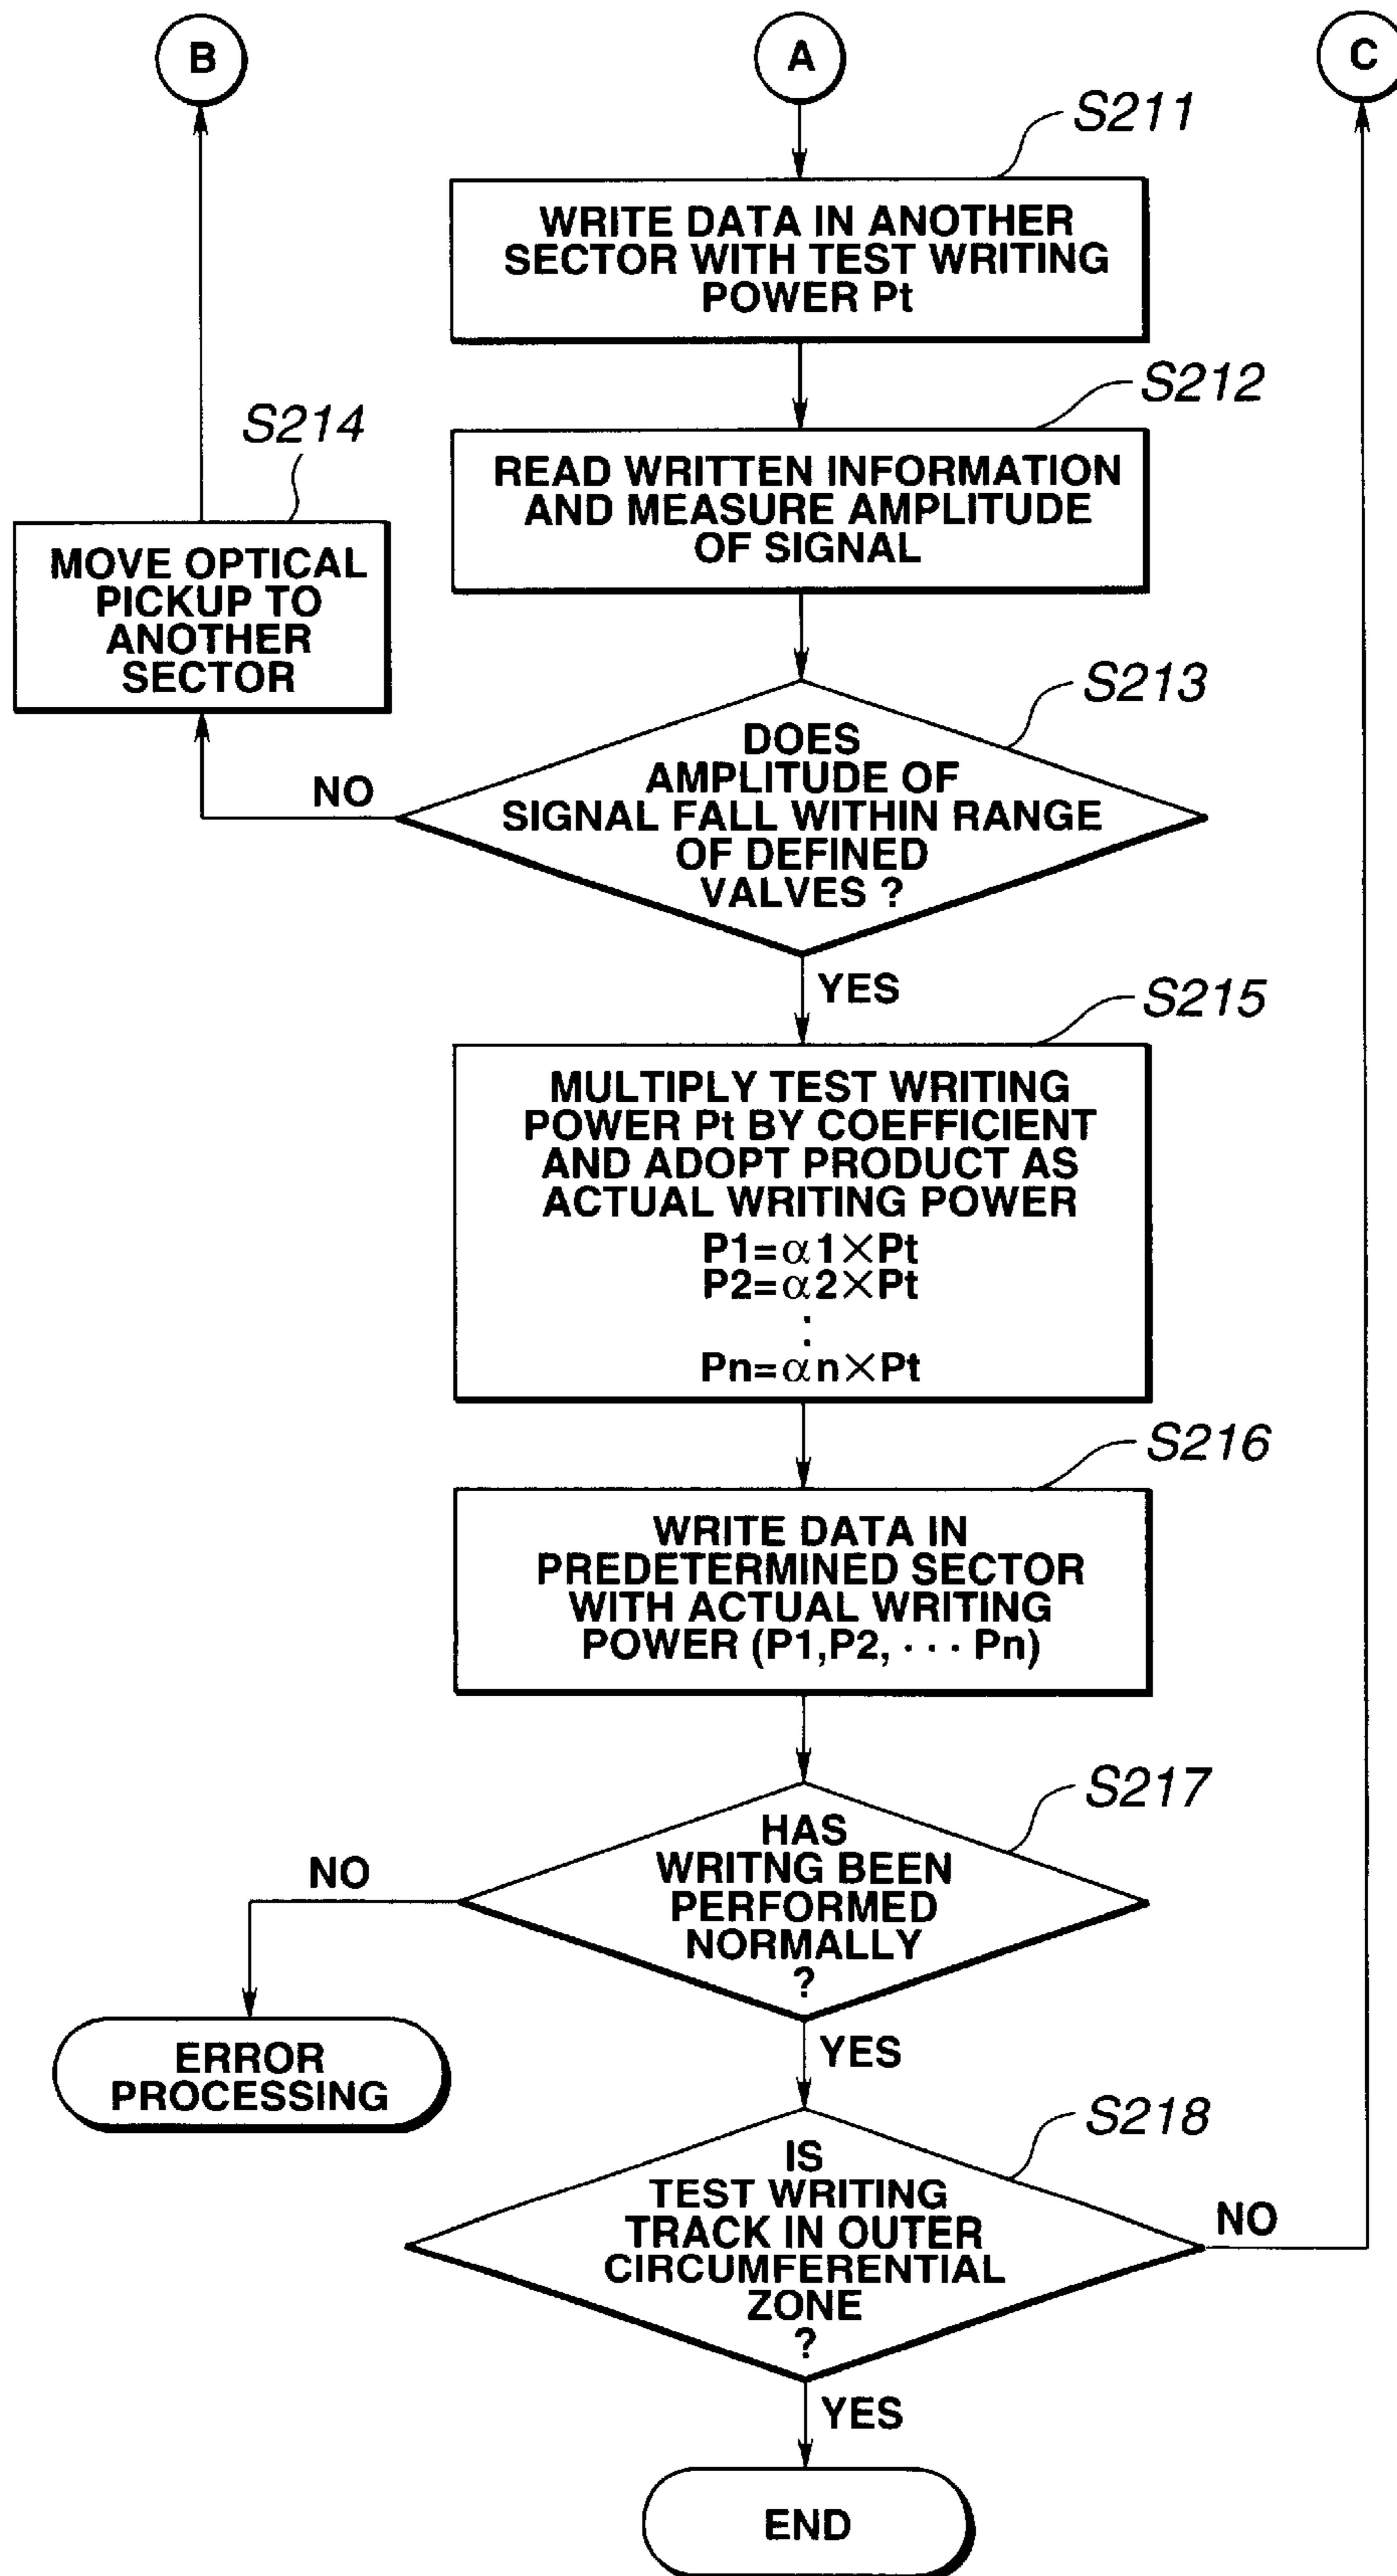 B
A
C
S211
WRITE DATA IN ANOTHER
SECTOR WITH TEST WRITING
POWER Pt
S212
READ WRITTEN INFORMATION
AND MEASURE AMPLITUDE
OF SIGNAL
S214
MOVE OPTICAL
PICKUP TO
ANOTHER
SECTOR
S213
DOES
AMPLITUDE OF
SIGNAL FALL WITHIN RANGE
OF DEFINED
VALVES ?
NO
YES
S215
MULTIPLY TEST WRITING
POWER Pt BY COEFFICIENT
AND ADOPT PRODUCT AS
ACTUAL WRITING POWER
P1=α1×Pt
P2=α2×Pt
:
Pn=αn×Pt
S216
WRITE DATA IN
PREDETERMINED SECTOR
WITH ACTUAL WRITING
POWER (P1,P2, ··· Pn)
S217
HAS
WRITNG BEEN
PERFORMED
NORMALLY
?
NO
ERROR
PROCESSING
YES
S218
IS
TEST WRITING
TRACK IN OUTER
CIRCUMFERENTIAL
ZONE
?
NO
YES
END